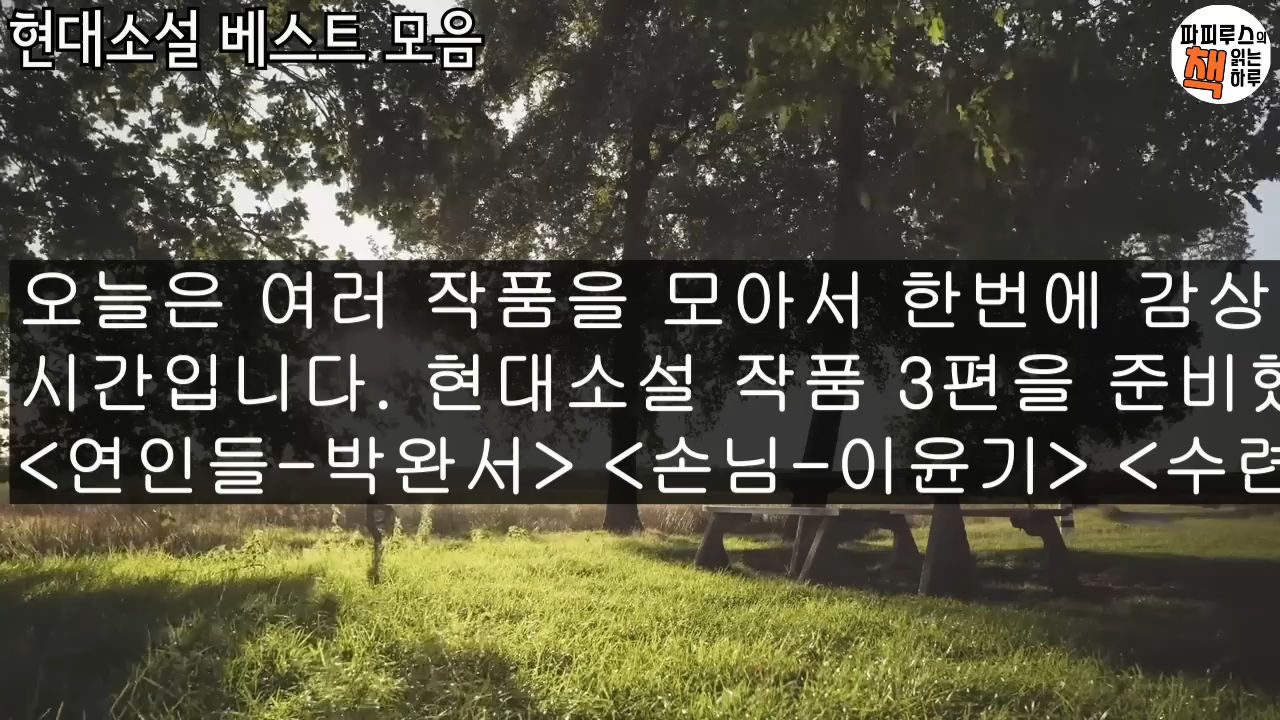 현대소설 베스트 모음
파피루스의
책 읽는
하루
오늘은 여러 작품을 모아서 한번에 감상
시간입니다. 현대소설 작품 3편을 준비했
<연인들-박완서> <손님-이윤기> <수련